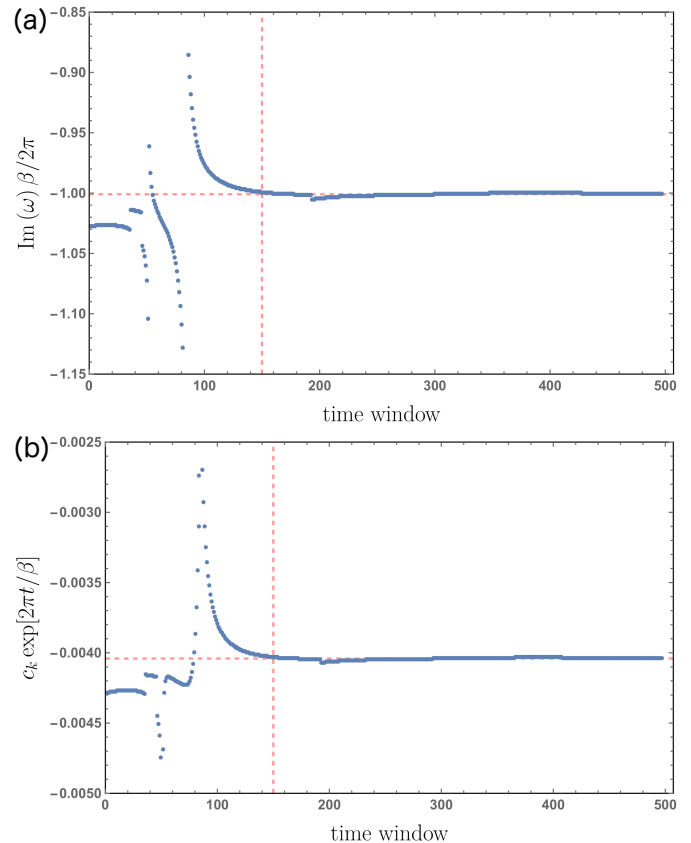 (a)
-0.85
-0.90
-0.95
-1.00
-1.05
-1.10
-1.15
Im (ω) β/2π
0 100 200 300 400 500
time window
(b)
-0.0025
-0.0030
-0.0035
-0.0040
-0.0045
-0.0050
c_k exp[2πt/β]
0 100 200 300 400 500
time window